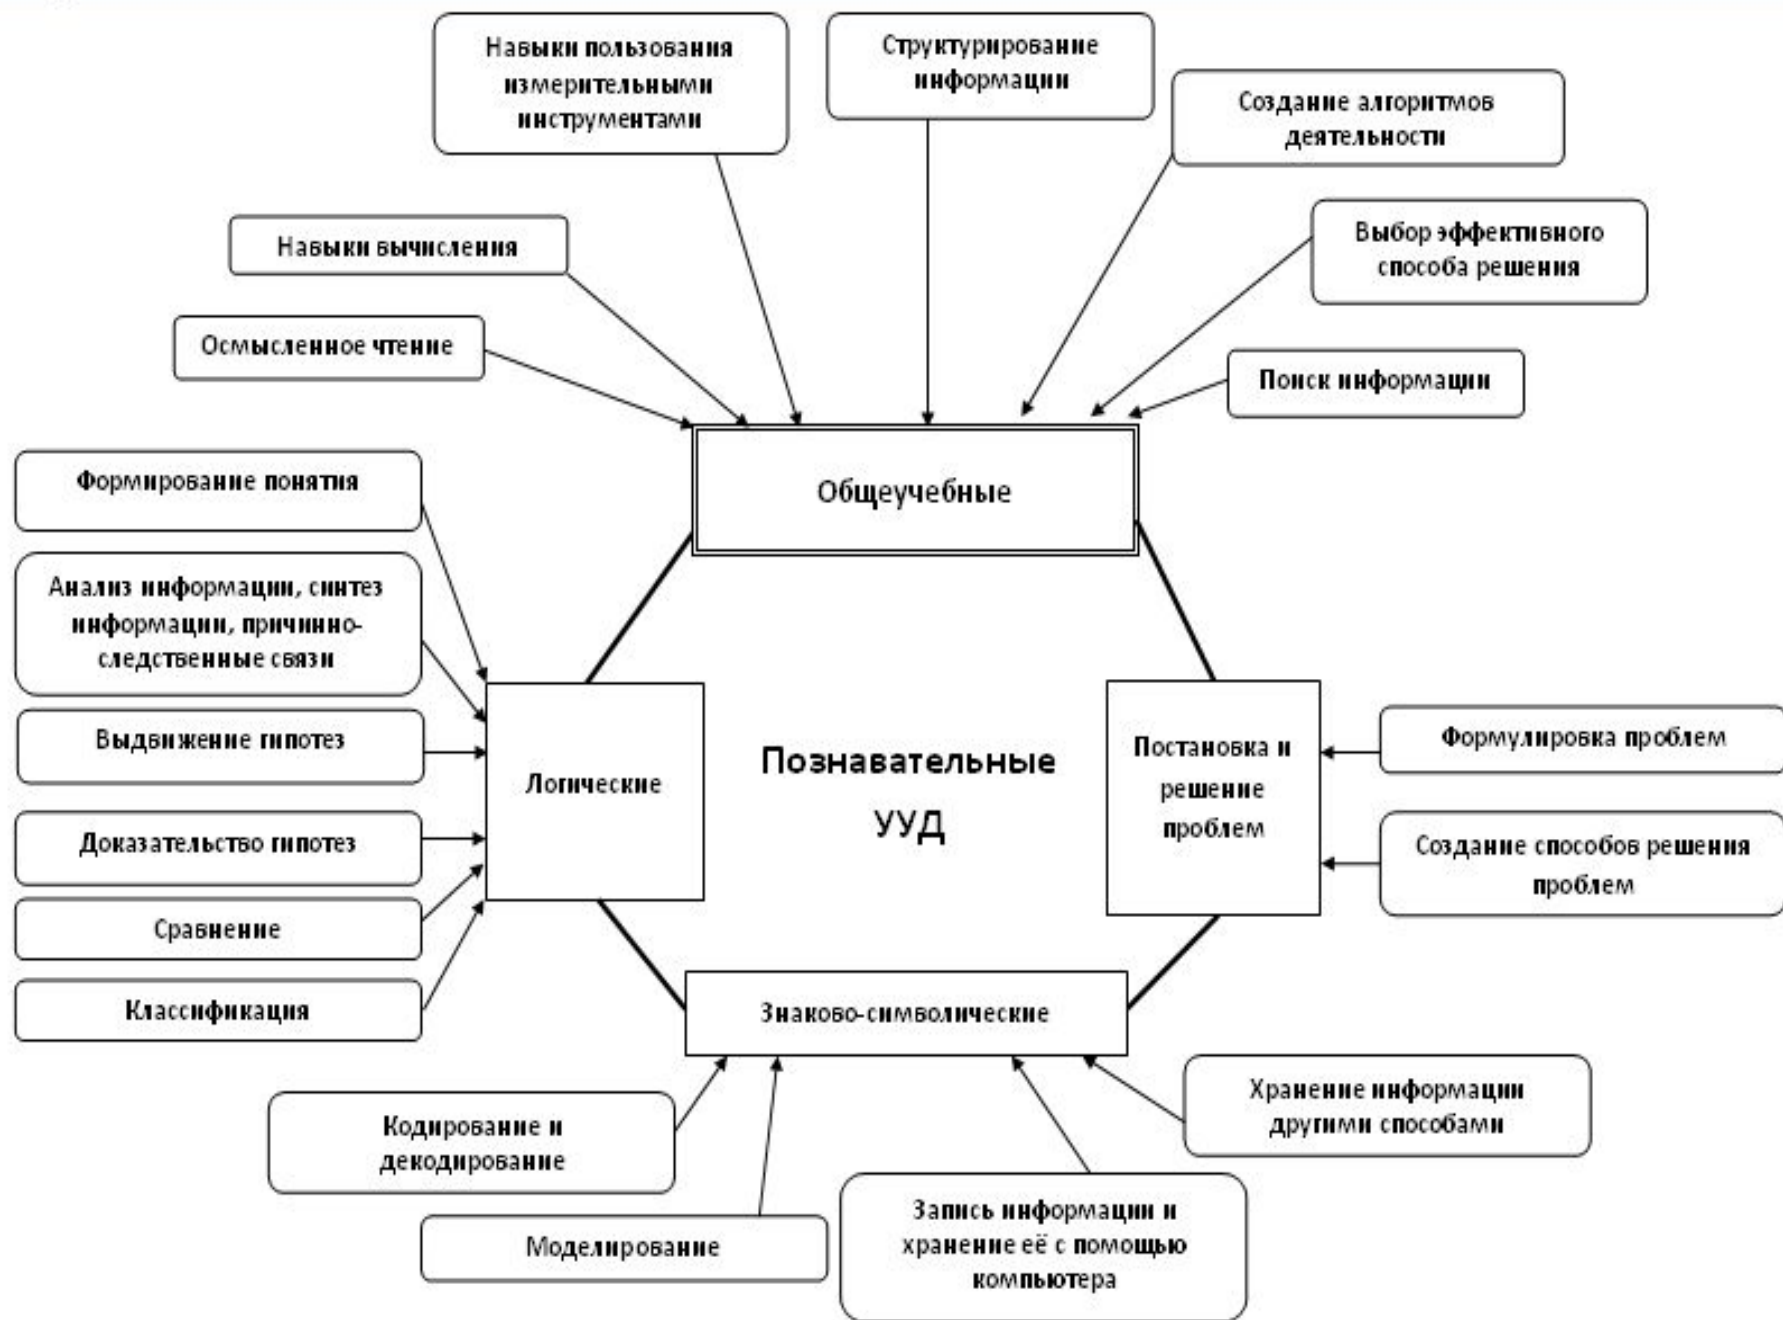 Навыки пользования
измерительными
инструментами
Структурирование
информации
Создание алгоритмов
деятельности
Навыки вычисления
Выбор эффективного
способа решения
Осмысленное чтение
Поиск информации
Общеучебные
Формирование понятия
Анализ информации, синтез
информации, причинно-
следственные связи
Выдвижение гипотез
Доказательство гипотез
Сравнение
Классификация
Логические
Познавательные
УУД
Постановка и
решение
проблем
Формулировка проблем
Создание способов решения
проблем
Знаково-символические
Кодирование и
декодирование
Моделирование
Запись информации и
хранение её с помощью
компьютера
Хранение информации
другими способами